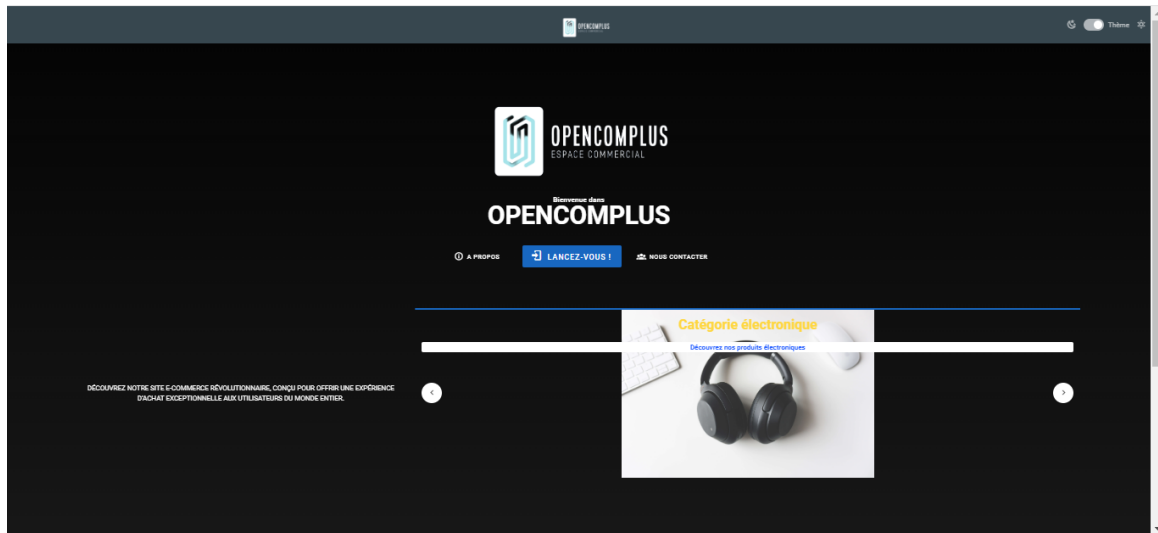 OPENCOMPLUS
Thème
OPENCOMPLUS
ESPACE COMMERCIAL
Bienvenue dans
OPENCOMPLUS
A PROPOS
LANCEZ-VOUS !
NOUS CONTACTER
Catégorie électronique
Découvrez nos produits électroniques
DÉCOUVREZ NOTRE SITE E-COMMERCE RÉVOLUTIONNAIRE, CONÇU POUR OFFRIR UNE EXPÉRIENCE
D'ACHAT EXCEPTIONNELLE AUX UTILISATEURS DU MONDE ENTIER.